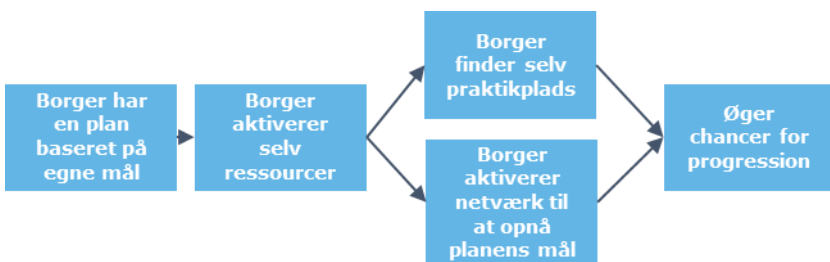 Borger har
en plan
baseret på
egne mål
Borger
aktiverer
selv
ressourcer
Borger
finder selv
praktikplads
Borger
aktiverer
netværk til
at opnå
planens mål
Øger
chancer for
progression